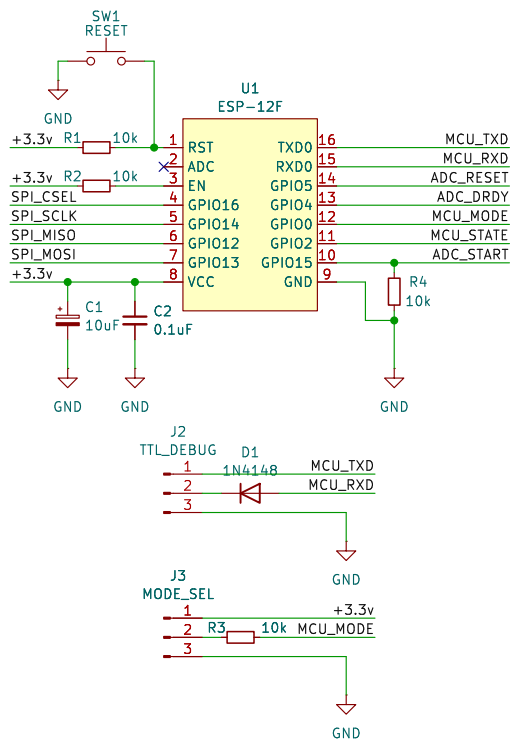 SW1
RESET
GND
U1
ESP-12F
+3.3v R1 10k 1 RST TXD0 16 MCU_TXD
2 ADC RXD0 15 MCU_RXD
+3.3v R2 10k 3 EN GPIO5 14 ADC_RESET
SPI_CSEL 4 GPIO16 GPIO4 13 ADC_DRDY
SPI_SCLK 5 GPIO14 GPIO0 12 MCU_MODE
SPI_MISO 6 GPIO12 GPIO2 11 MCU_STATE
SPI_MOSI 7 GPIO13 GPIO15 10 ADC_START
+3.3v 8 VCC GND 9
R4
10k
+ C1
10uF
C2
0.1uF
GND GND GND
J2
TTL_DEBUG
D1
1N4148
1 MCU_TXD
2 MCU_RXD
3
GND
J3
MODE_SEL
1 +3.3v
2 R3 10k MCU_MODE
3
GND